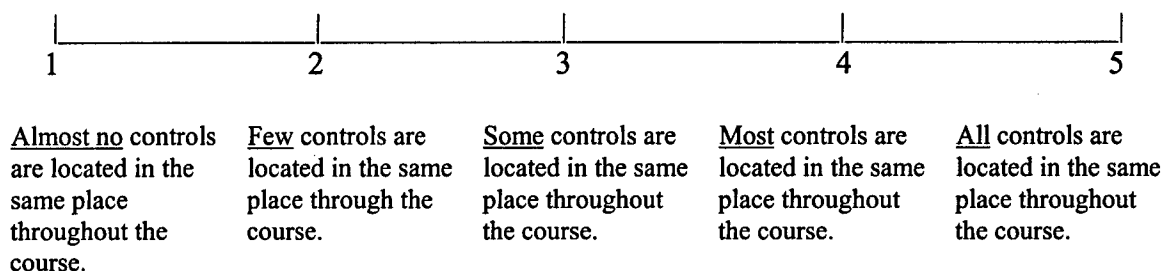 1 2 3 4 5
Almost no controls
are located in the
same place
throughout the
course.
Few controls are
located in the same
place through the
course.
Some controls are
located in the same
place throughout
the course.
Most controls are
located in the same
place throughout
the course.
All controls are
located in the same
place throughout
the course.